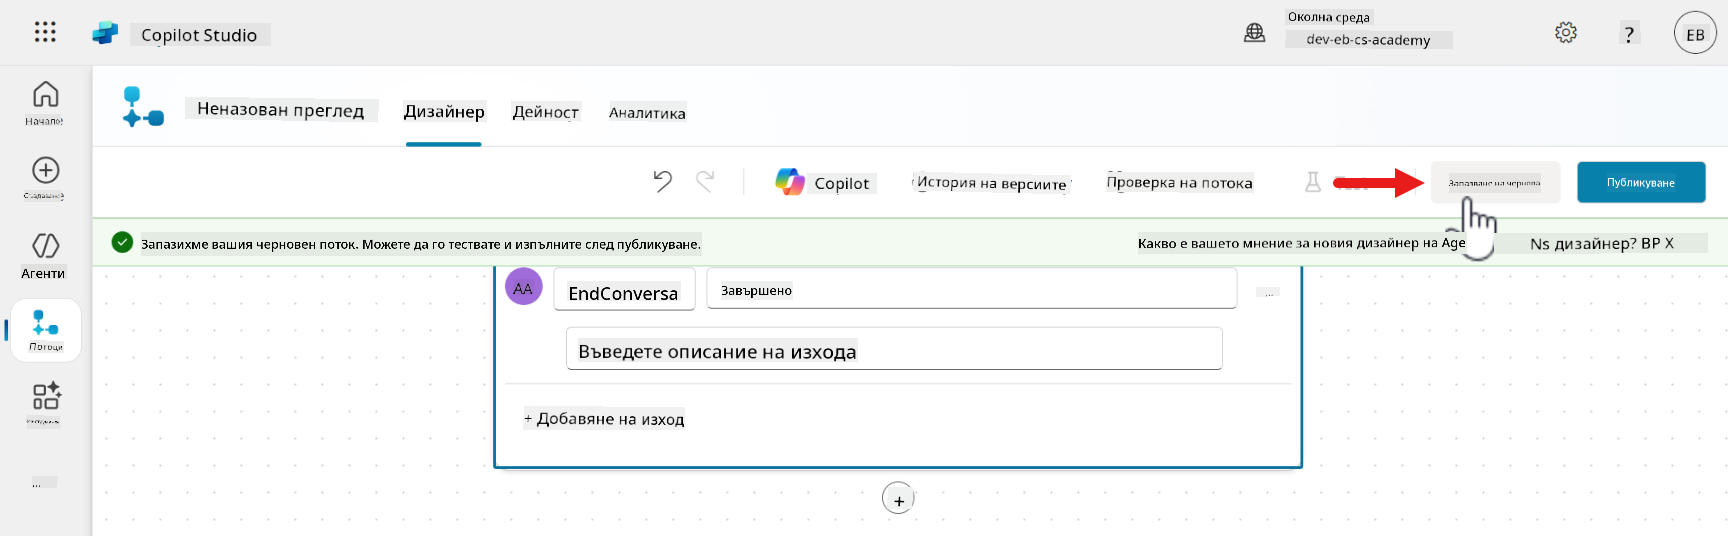 Copilot Studio
Околна среда
dev-eb-cs-academy
?
EB
Начало
Неназован преглед
Дизайнер
Дейност
Аналитика
Създаване
Copilot
История на версиите
Проверка на потока
Запазване на чернова
Публикуване
Запазихме вашия черновен поток. Можете да го тествате и изпълните след публикуване.
Какво е вашето мнение за новия дизайнер на Age
Ns дизайнер? BP X
Агенти
AA
EndConversa
Завършено
...
Потоци
Въведете описание на изхода
+ Добавяне на изход
...
+